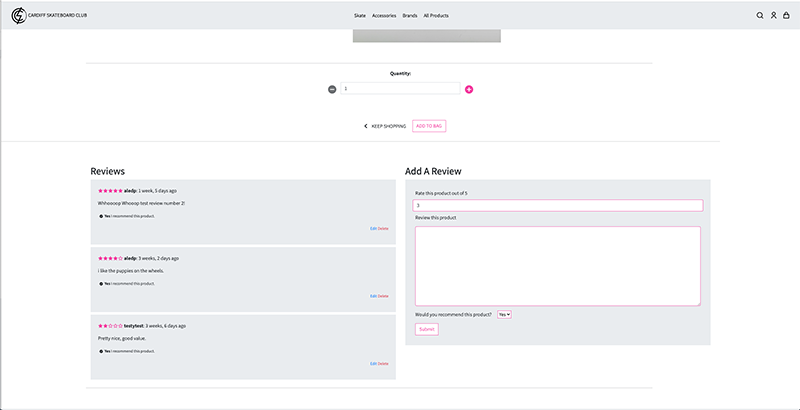 CARDIFF SKATEBOARD CLUB
Skate Accessories Brands All Products
Quantity:
1
KEEP SHOPPING ADD TO BAG
Reviews
aledp: 1 week, 5 days ago
Whhoooop Whooop test review number 2!
Yes I recommend this product.
Edit Delete
aledp: 3 weeks, 2 days ago
i like the puppies on the wheels.
Yes I recommend this product.
Edit Delete
testytest: 3 weeks, 6 days ago
Pretty nice, good value.
Yes I recommend this product.
Edit Delete
Add A Review
Rate this product out of 5
3
Review this product
Would you recommend this product? Yes
Submit